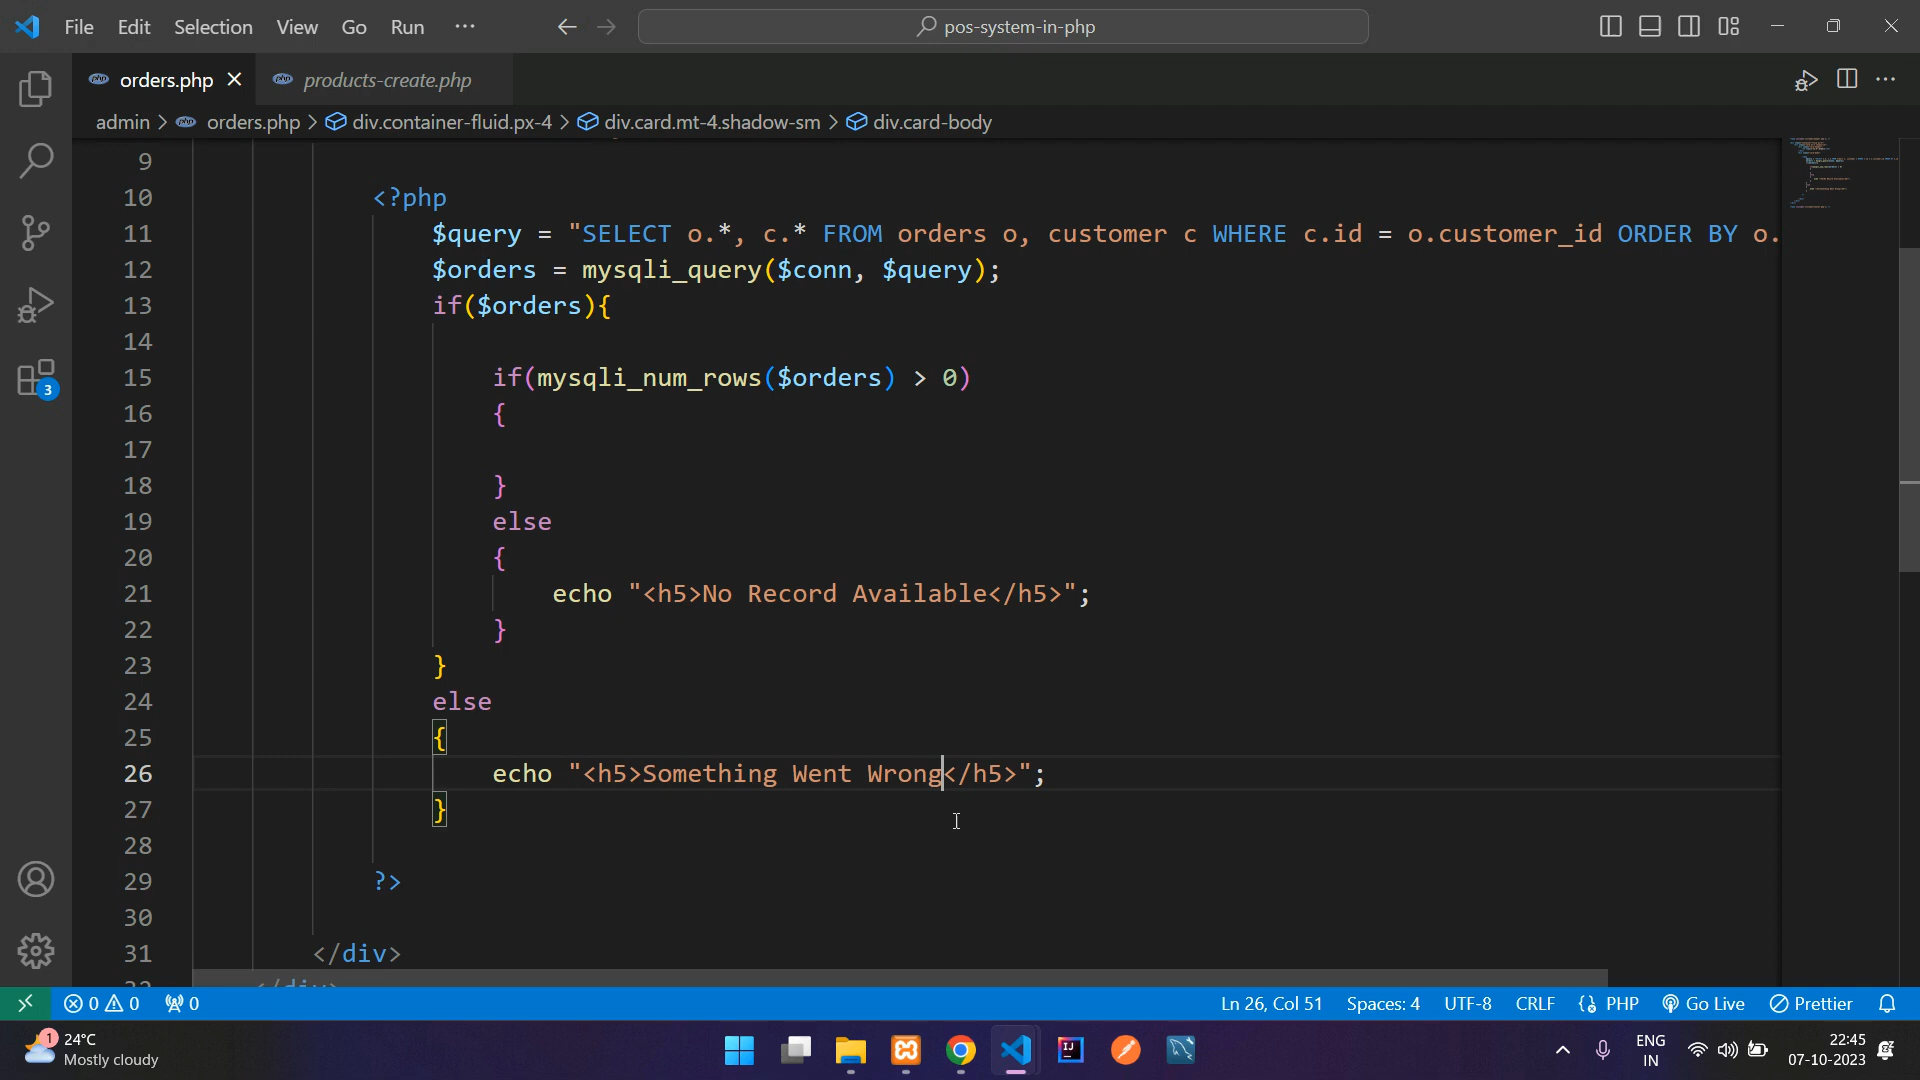 File Edit Selection View Go Run ··· pos-system-in-php
orders.php products-create.php
admin > orders.php > div.container-fluid.px-4 > div.card.mt-4.shadow-sm > div.card-body
9
10 <?php
11 $query = "SELECT o.*, c.* FROM orders o, customer c WHERE c.id = o.customer_id ORDER BY o.
12 $orders = mysqli_query($conn, $query);
13 if($orders){
14
15 if(mysqli_num_rows($orders) > 0)
16 {
17
18 }
19 else
20 {
21 echo "<h5>No Record Available</h5>";
22 }
23 }
24 else
25 {
26 echo "<h5>Something Went Wrong</h5>";
27 }
28
29 ?>
30
31 </div>
3
0 0 0 Ln 26, Col 51 Spaces: 4 UTF-8 CRLF PHP Go Live Prettier
1 24°C
Mostly cloudy
ENG
IN
22:45
07-10-2023